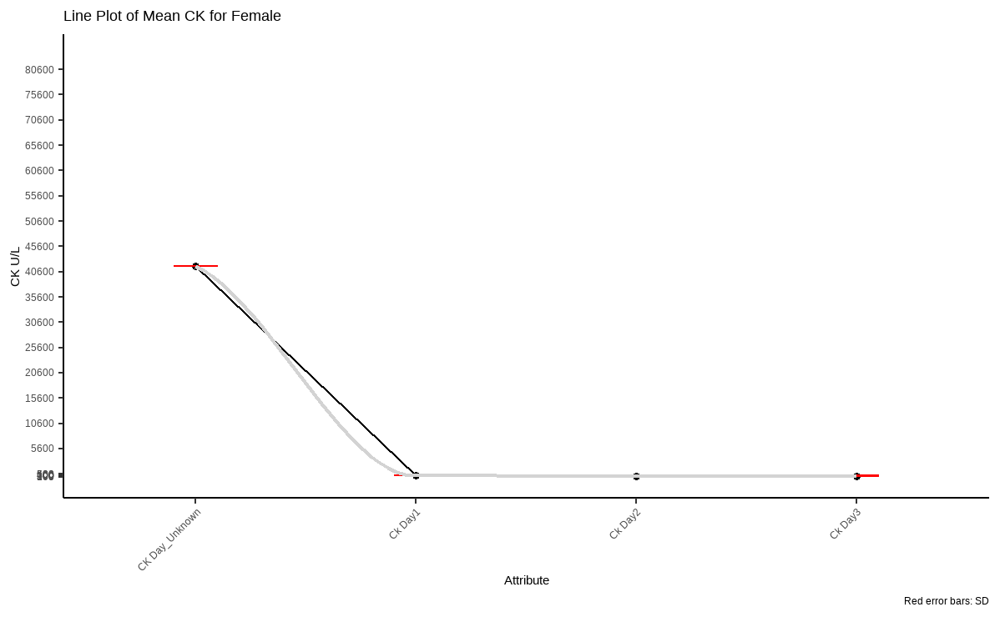 Line Plot of Mean CK for Female
80600
75600
70600
65600
60600
55600
50600
45600
40600
35600
30600
25600
20600
15600
10600
5600
CK U/L
CK Day_Unknown
Ck Day1
Ck Day2
Ck Day3
Attribute
Red error bars: SD